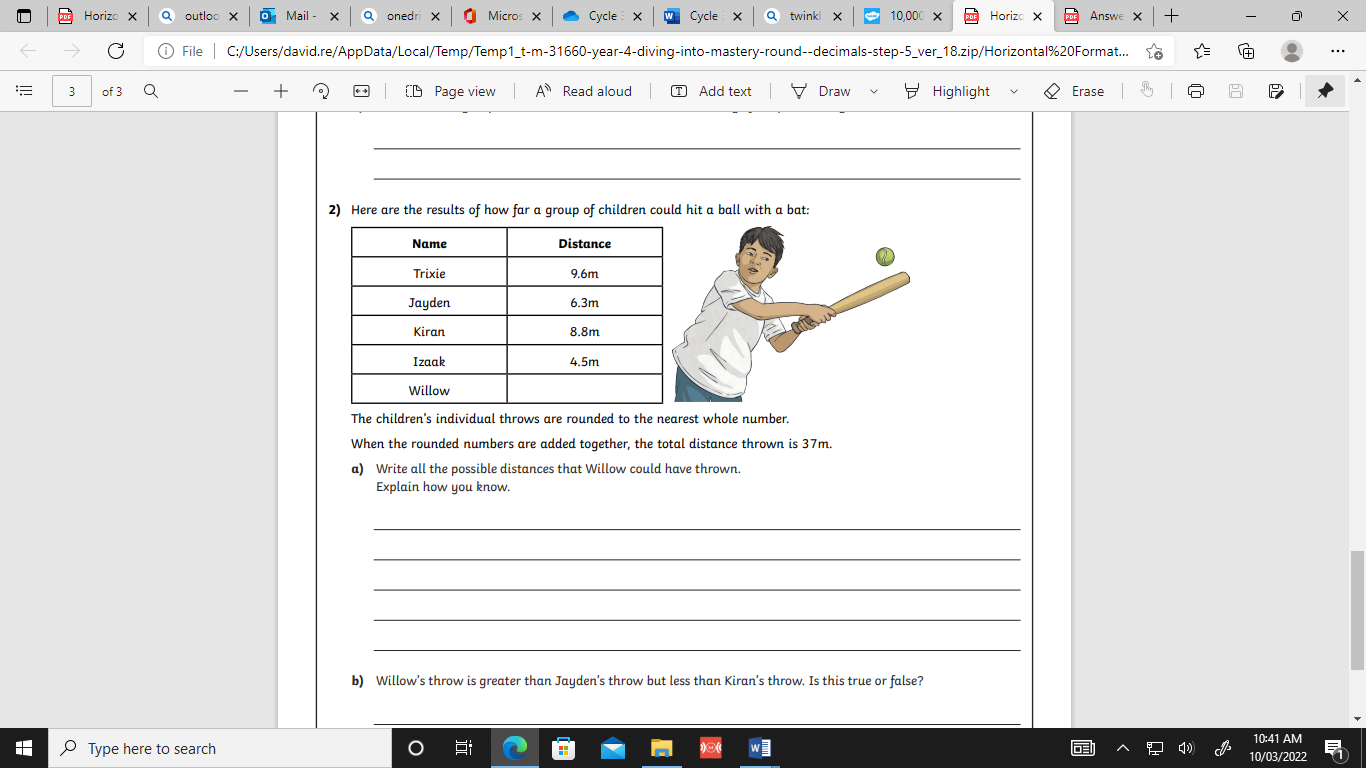 Horizo
outloc
Mail -
onedri
Micros
Cycle 3
Cycle 3
twinkl
10,000
Horizo
Answe
File
C:/Users/david.re/AppData/Local/Temp/Temp1_t-m-31660-year-4-diving-into-mastery-round--decimals-step-5_ver_18.zip/Horizontal%20Format...
3 of 3
Page view
Read aloud
Add text
Draw
Highlight
Erase
2) Here are the results of how far a group of children could hit a ball with a bat:
Name Distance
Trixie 9.6m
Jayden 6.3m
Kiran 8.8m
Izaak 4.5m
Willow
The children's individual throws are rounded to the nearest whole number.
When the rounded numbers are added together, the total distance thrown is 37m.
a) Write all the possible distances that Willow could have thrown.
Explain how you know.
b) Willow's throw is greater than Jayden's throw but less than Kiran's throw. Is this true or false?
Type here to search
10:41 AM
10/03/2022
1